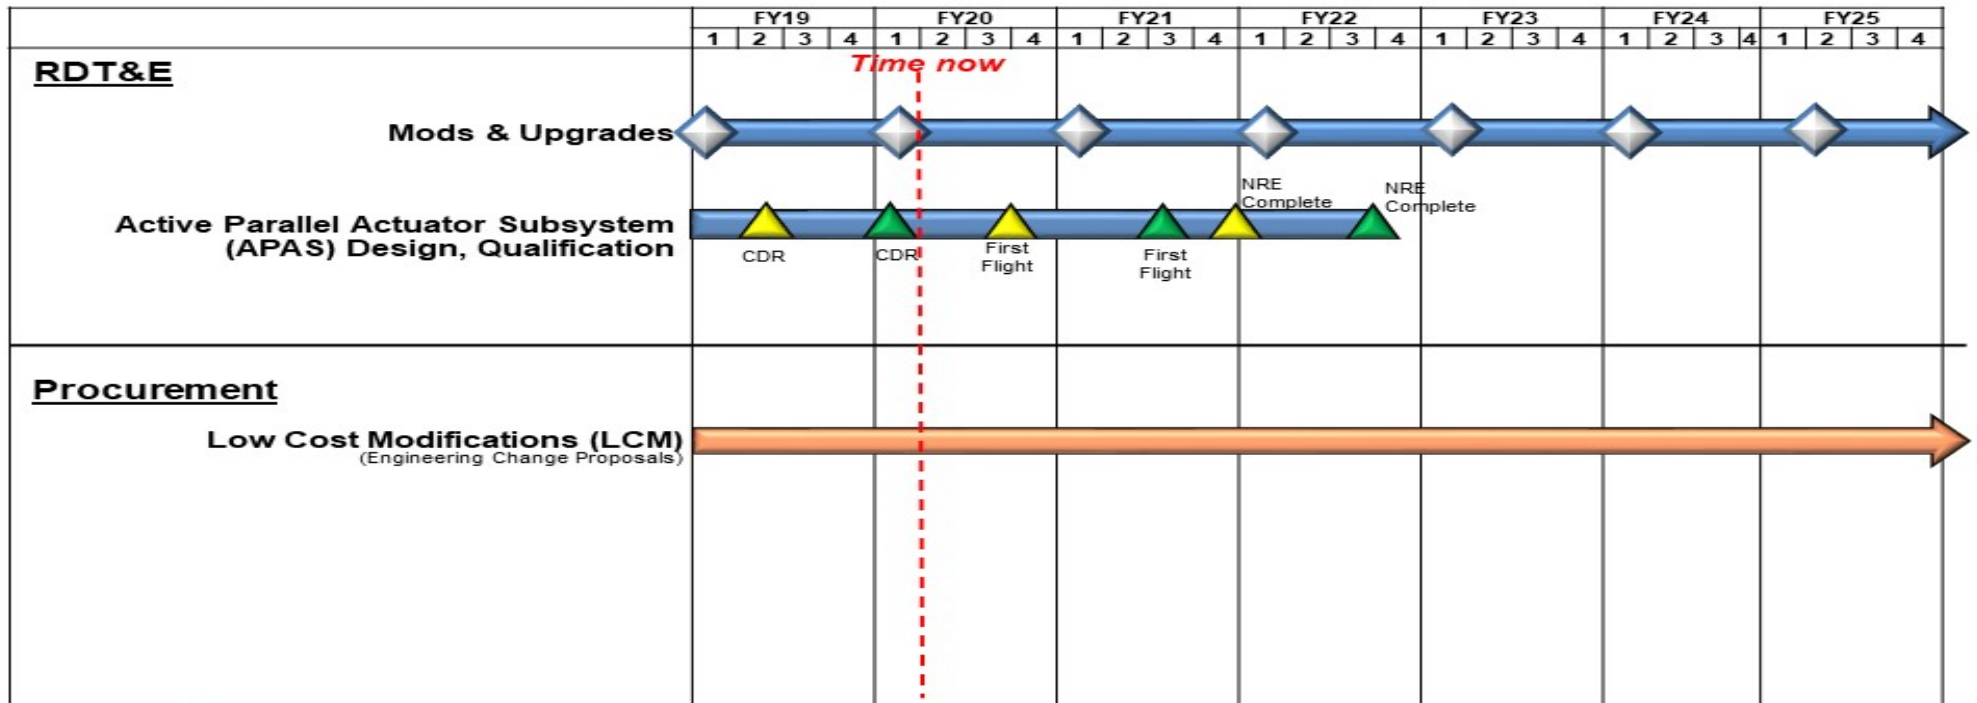 FY19 FY20 FY21 FY22 FY23 FY24 FY25
1 2 3 4 1 2 3 4 1 2 3 4 1 2 3 4 1 2 3 4 1 2 3 4 1 2 3 4
RDT&E
Time now
Mods & Upgrades
Active Parallel Actuator Subsystem
(APAS) Design, Qualification
CDR
CDR
First
Flight
First
Flight
NRE
Complete
NRE
Complete
Procurement
Low Cost Modifications (LCM)
(Engineering Change Proposals)